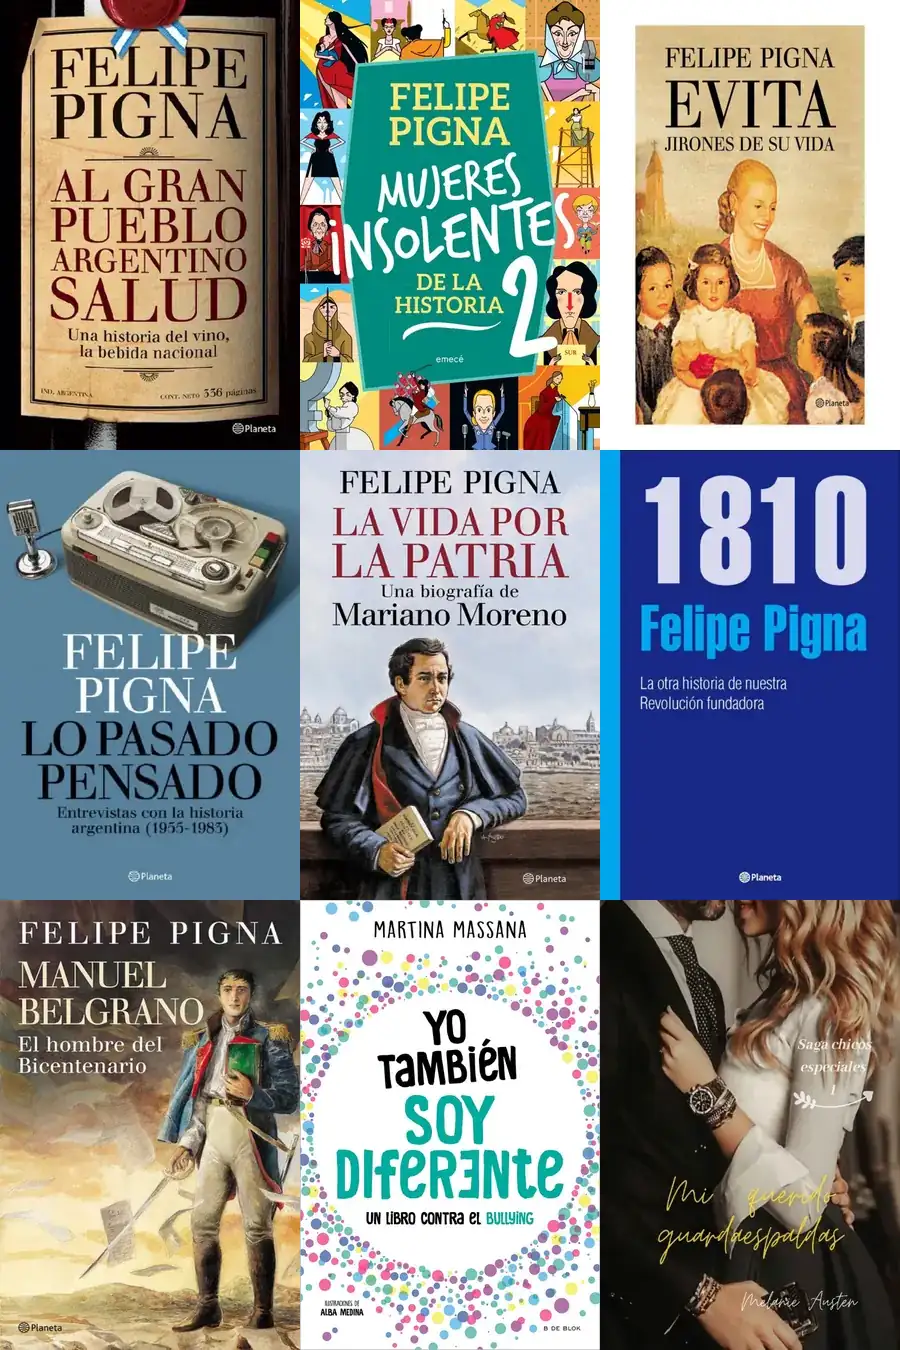 FELIPE
PIGNA
AL GRAN
PUEBLO
ARGENTINO
SALUD
Una historia del vino,
la bebida nacional
IND. ARGENTINA
CONT. NETO 336 páginas
Planeta
FELIPE
PIGNA
MUJERES
INSOLENTES
DE LA
HISTORIA
2
emecé
SUR
FELIPE PIGNA
EVITA
JIRONES DE SU VIDA
Planeta
FELIPE
PIGNA
LO PASADO
PENSADO
Entrevistas con la historia
argentina (1955-1983)
Planeta
FELIPE PIGNA
LA VIDA POR
LA PATRIA
Una biografía de
Mariano Moreno
Planeta
1810
Felipe Pigna
La otra historia de nuestra
Revolución fundadora
Planeta
FELIPE PIGNA
MANUEL
BELGRANO
El hombre del
Bicentenario
Planeta
MARTINA MASSANA
YO
TAMBIÉN
SOY
DIFERENTE
UN LIBRO CONTRA EL BULLYING
ILUSTRACIONES DE
ALBA MEDINA
B DE BLOK
Saga chicos
especiales
1
Mi querido
guardaespaldas
Melanie Austen